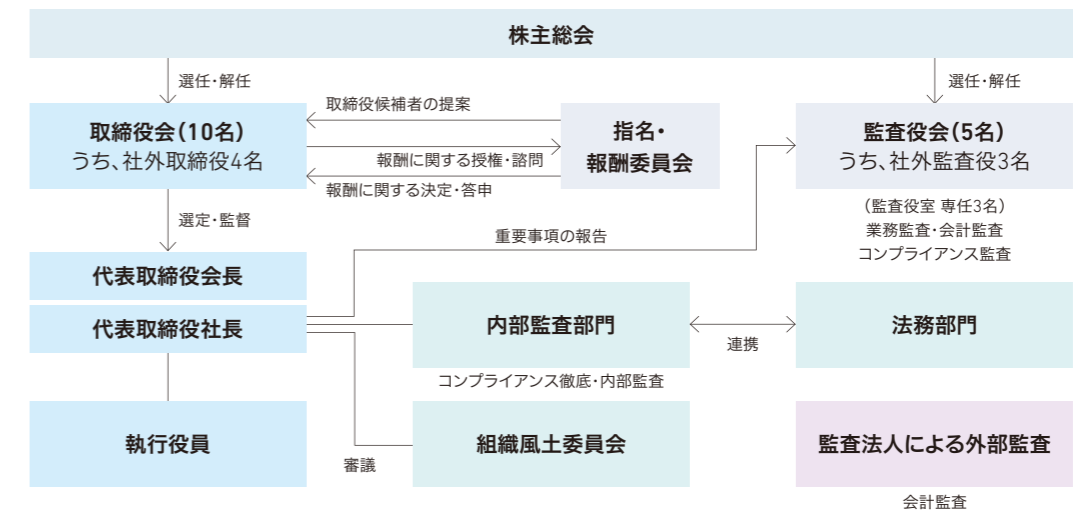 株主総会
選任・解任
選任・解任
取締役会（10名）
うち、社外取締役4名
取締役候補者の提案
報酬に関する授権・諮問
報酬に関する決定・答申
指名・
報酬委員会
監査役会（5名）
うち、社外監査役3名
（監査役室 専任3名）
業務監査・会計監査
コンプライアンス監査
選定・監督
重要事項の報告
代表取締役会長
代表取締役社長
内部監査部門
連携
法務部門
コンプライアンス徹底・内部監査
執行役員
審議
組織風土委員会
監査法人による外部監査
会計監査